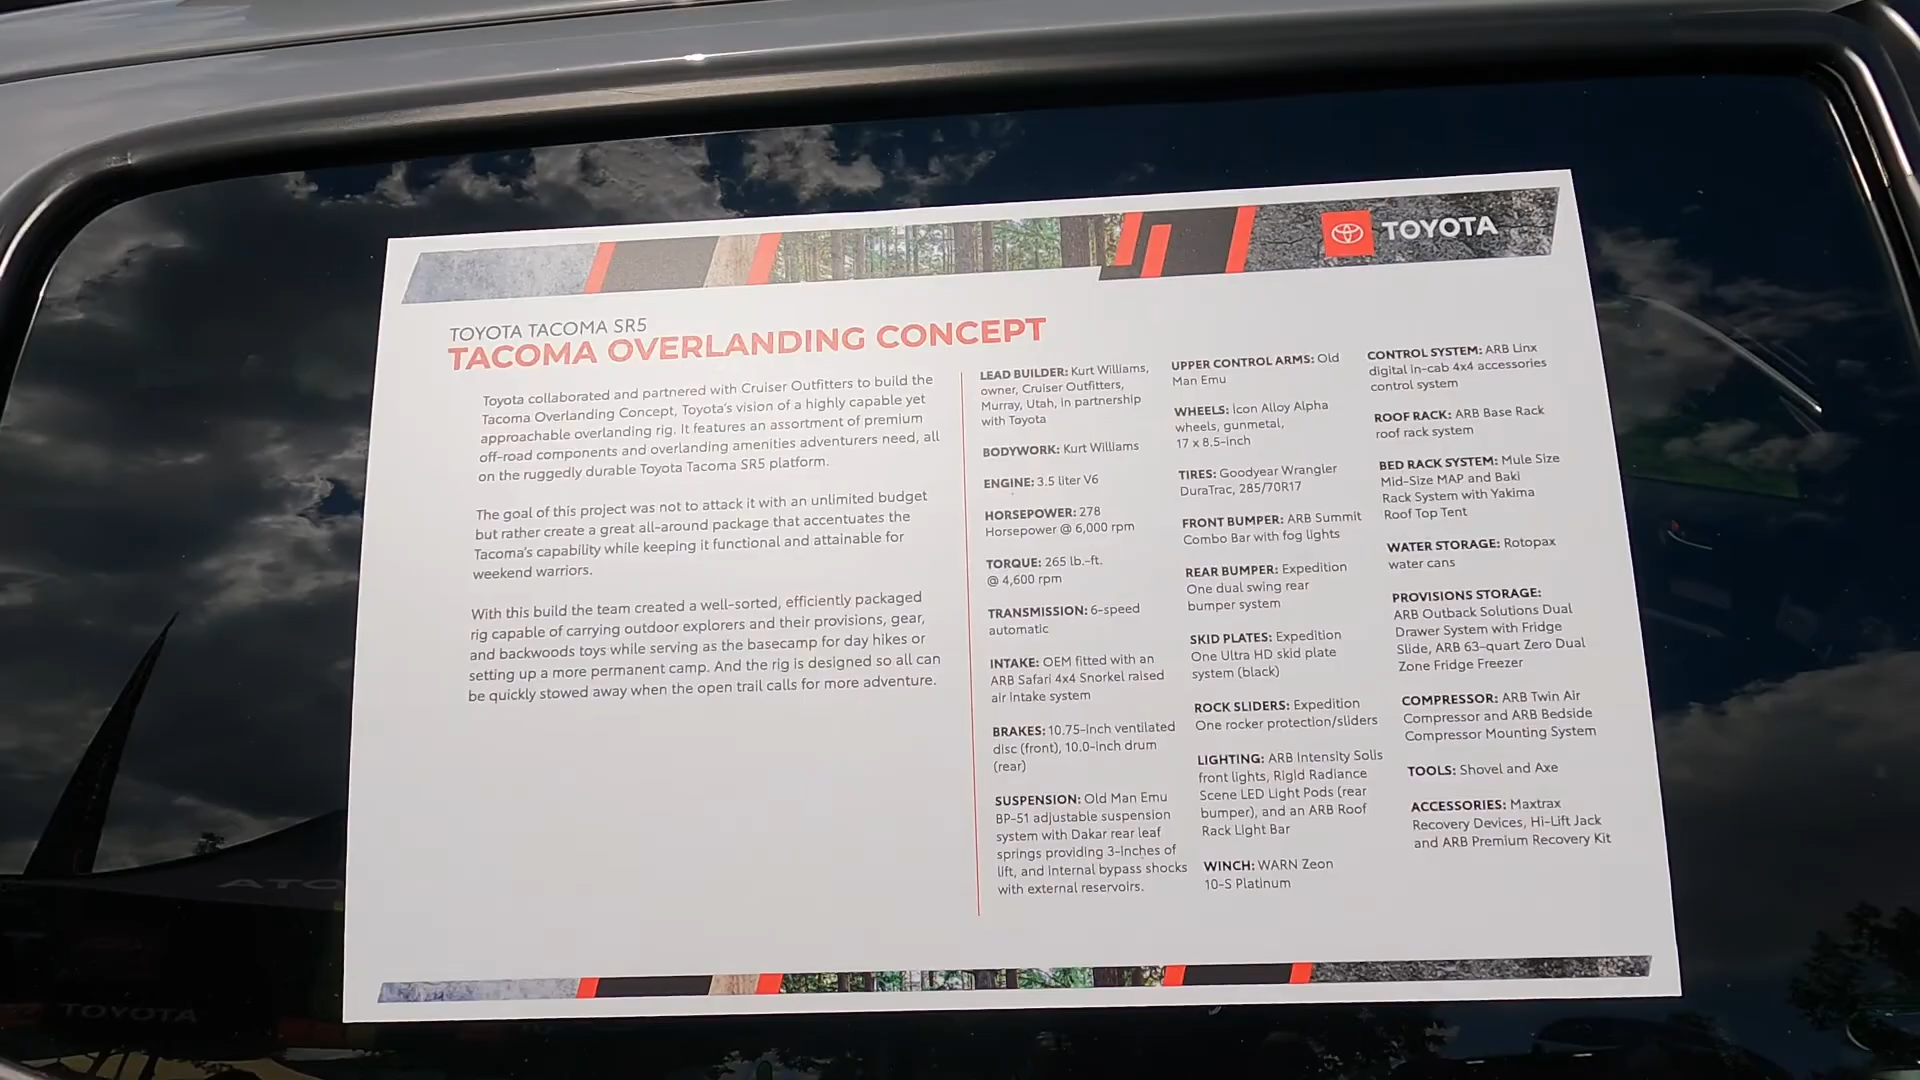 TOYOTA
TOYOTA TACOMA SR5
TACOMA OVERLANDING CONCEPT
Toyota collaborated and partnered with Cruiser Outfitters to build the
Tacoma Overlanding Concept, Toyota's vision of a highly capable yet
approachable overlanding rig. It features an assortment of premium
off-road components and overlanding amenities adventurers need, all
on the ruggedly durable Toyota Tacoma SR5 platform.
The goal of this project was not to attack it with an unlimited budget
but rather create a great all-around package that accentuates the
Tacoma's capability while keeping it functional and attainable for
weekend warriors.
With this build the team created a well-sorted, efficiently packaged
rig capable of carrying outdoor explorers and their provisions, gear,
and backwoods toys while serving as the basecamp for day hikes or
setting up a more permanent camp. And the rig is designed so all can
be quickly stowed away when the open trail calls for more adventure.
LEAD BUILDER: Kurt Williams,
owner, Cruiser Outfitters,
Murray, Utah, in partnership
with Toyota
BODYWORK: Kurt Williams
ENGINE: 3.5 liter V6
HORSEPOWER: 278
Horsepower @ 6,000 rpm
TORQUE: 265 lb.-ft.
@ 4,600 rpm
TRANSMISSION: 6-speed
automatic
INTAKE: OEM fitted with an
ARB Safari 4x4 Snorkel raised
air intake system
BRAKES: 10.75-inch ventilated
disc (front), 10.0-inch drum
(rear)
SUSPENSION: Old Man Emu
BP-51 adjustable suspension
system with Dakar rear leaf
springs providing 3-inches of
lift, and internal bypass shocks
with external reservoirs.
UPPER CONTROL ARMS: Old
Man Emu
WHEELS: Icon Alloy Alpha
wheels, gunmetal,
17 x 8.5-inch
TIRES: Goodyear Wrangler
DuraTrac, 285/70R17
FRONT BUMPER: ARB Summit
Combo Bar with fog lights
REAR BUMPER: Expedition
One dual swing rear
bumper system
SKID PLATES: Expedition
One Ultra HD skid plate
system (black)
ROCK SLIDERS: Expedition
One rocker protection/sliders
LIGHTING: ARB Intensity Solis
front lights, Rigid Radiance
Scene LED Light Pods (rear
bumper), and an ARB Roof
Rack Light Bar
WINCH: WARN Zeon
10-S Platinum
CONTROL SYSTEM: ARB Linx
digital in-cab 4x4 accessories
control system
ROOF RACK: ARB Base Rack
roof rack system
BED RACK SYSTEM: Mule Size
Mid-Size MAP and Baki
Rack System with Yakima
Roof Top Tent
WATER STORAGE: Rotopax
water cans
PROVISIONS STORAGE:
ARB Outback Solutions Dual
Drawer System with Fridge
Slide, ARB 63-quart Zero Dual
Zone Fridge Freezer
COMPRESSOR: ARB Twin Air
Compressor and ARB Bedside
Compressor Mounting System
TOOLS: Shovel and Axe
ACCESSORIES: Maxtrax
Recovery Devices, Hi-Lift Jack
and ARB Premium Recovery Kit
TOYOTA